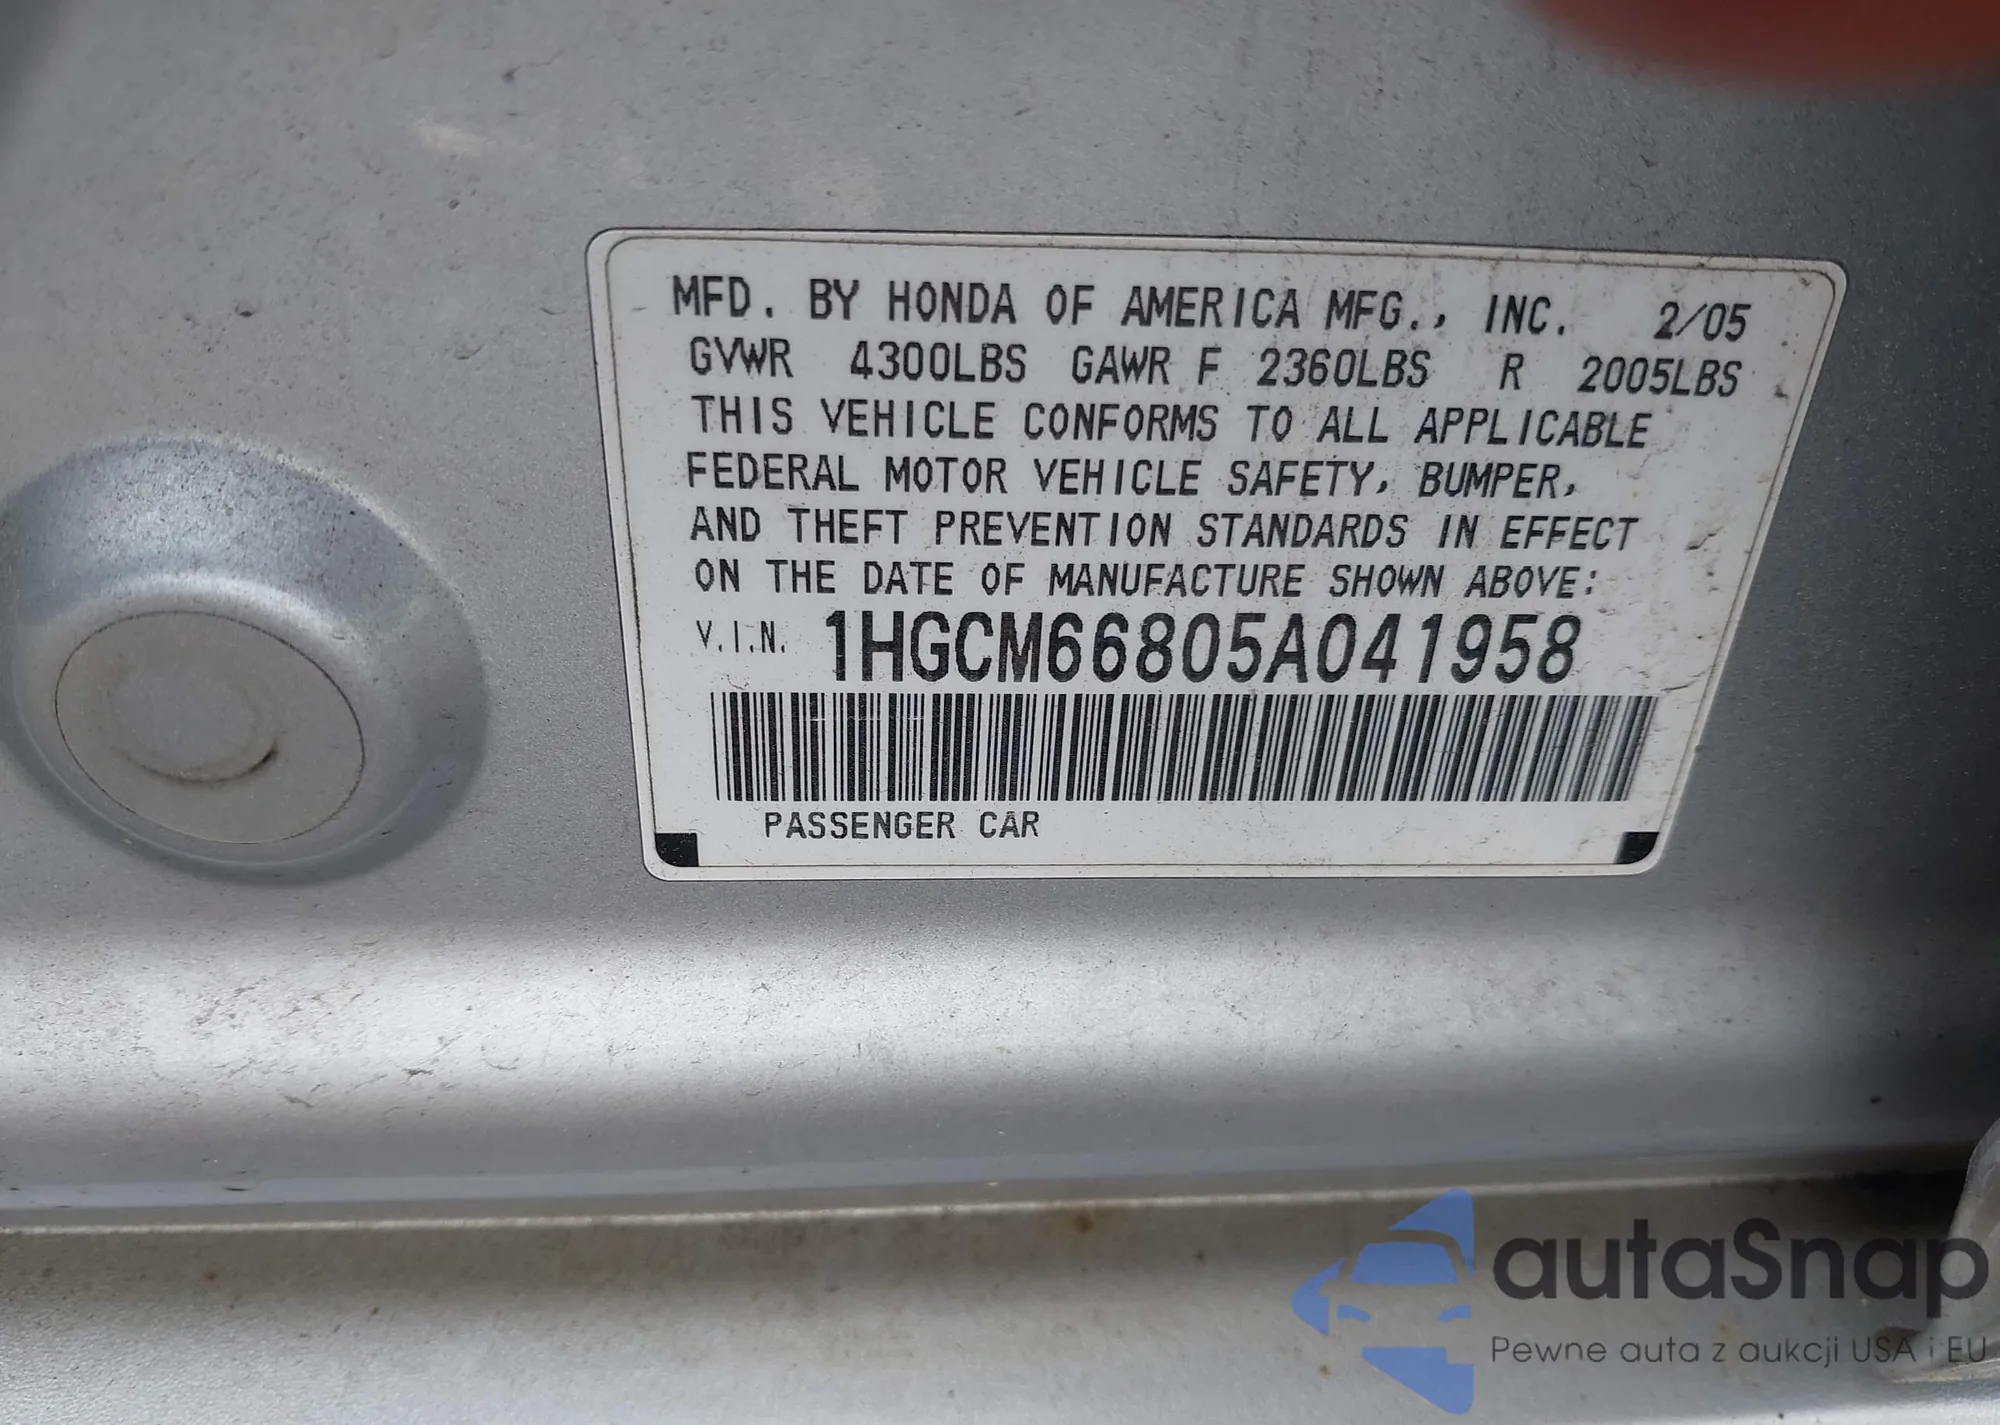 MFD. BY HONDA OF AMERICA MFG., INC. 2/05
GVWR 4300LBS GAWR F 2360LBS R 2005LBS
THIS VEHICLE CONFORMS TO ALL APPLICABLE
FEDERAL MOTOR VEHICLE SAFETY, BUMPER,
AND THEFT PREVENTION STANDARDS IN EFFECT
ON THE DATE OF MANUFACTURE SHOWN ABOVE:
V.I.N. 1HGCM66805A041958
PASSENGER CAR
autaSnap
Pewne auta z aukcji USA i EU